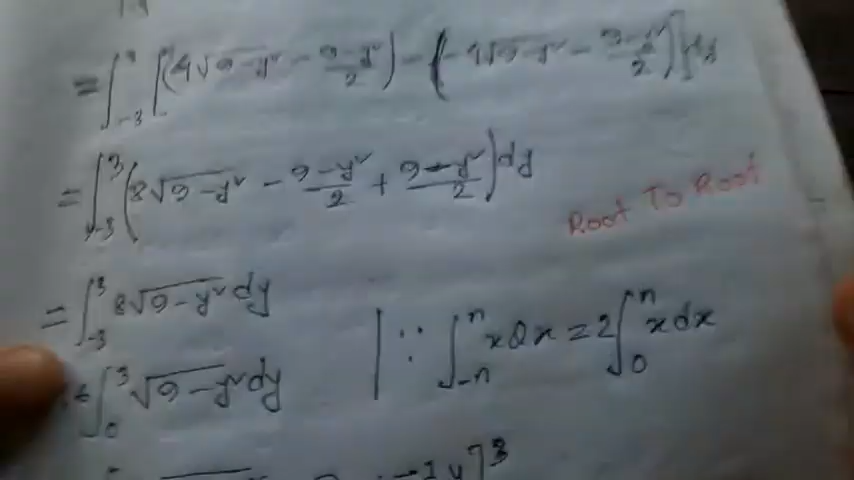 = ∫_{-3}^{3} [(4√9-y² - 9-y²/2) - (-4√9-y² - 9-y²/2)] dy
= ∫_{-3}^{3} (8√9-y² - 9-y²/2 + 9-y²/2) dy
Root To Root
= ∫_{-3}^{3} 8√9-y² dy | ∵ ∫_{-n}^{n} x dx = 2∫_{0}^{n} x dx
6 ∫_{0}^{3} √9-y² dy